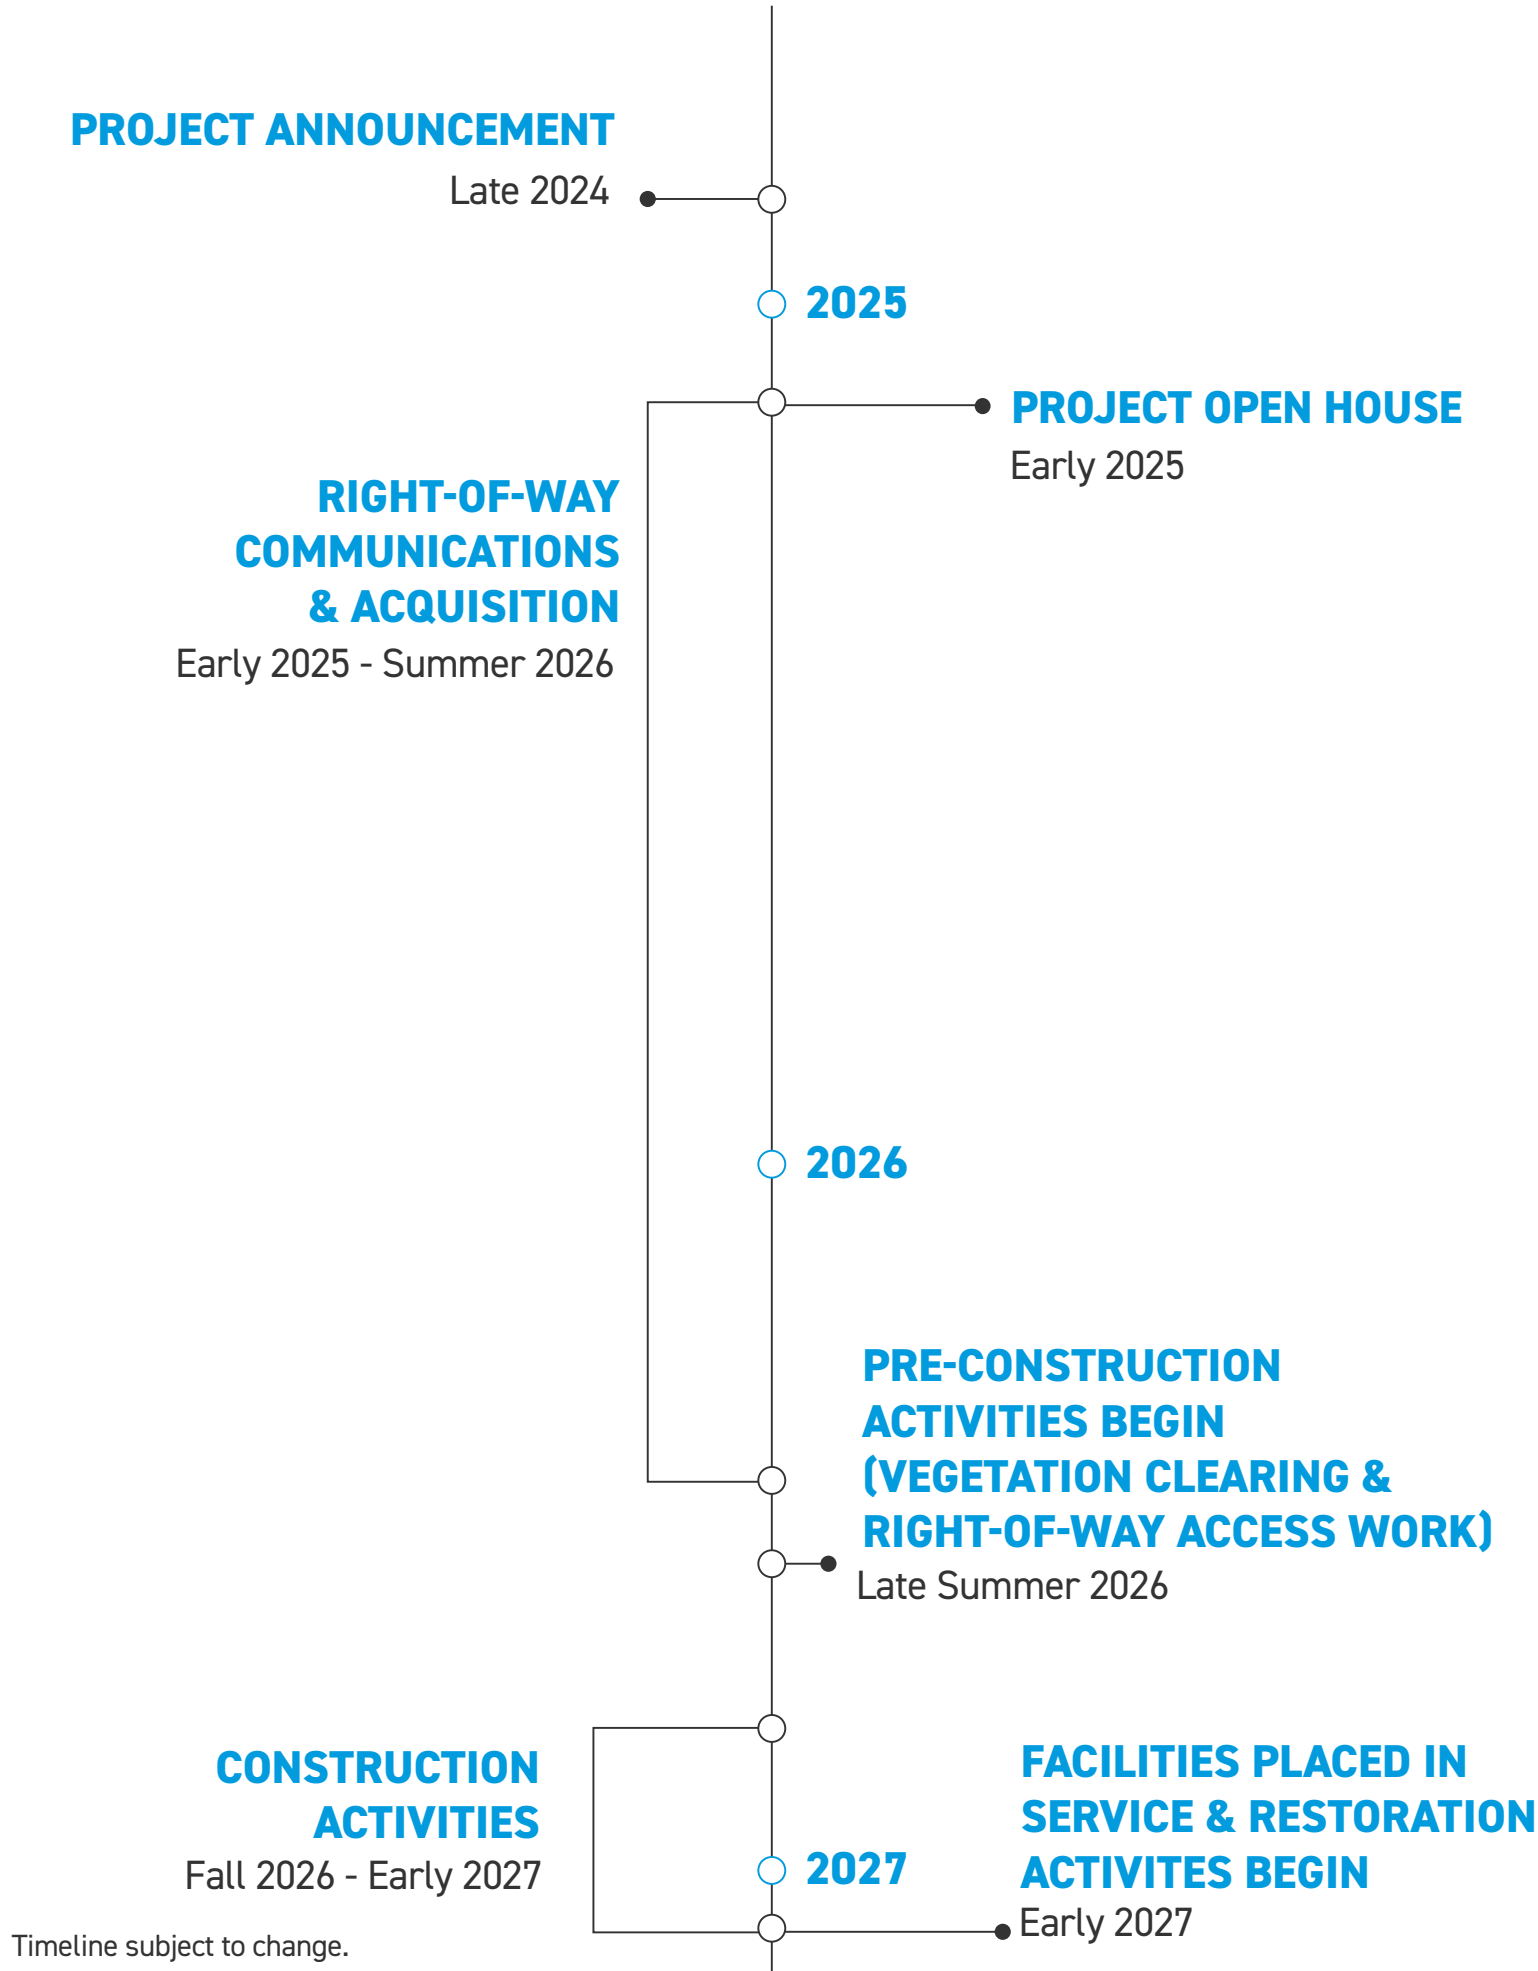 PROJECT ANNOUNCEMENT
Late 2024
2025
PROJECT OPEN HOUSE
Early 2025
RIGHT-OF-WAY
COMMUNICATIONS
& ACQUISITION
Early 2025 - Summer 2026
2026
PRE-CONSTRUCTION
ACTIVITIES BEGIN
(VEGETATION CLEARING &
RIGHT-OF-WAY ACCESS WORK)
Late Summer 2026
CONSTRUCTION
ACTIVITIES
Fall 2026 - Early 2027
2027
FACILITIES PLACED IN
SERVICE & RESTORATION
ACTIVITES BEGIN
Early 2027
Timeline subject to change.